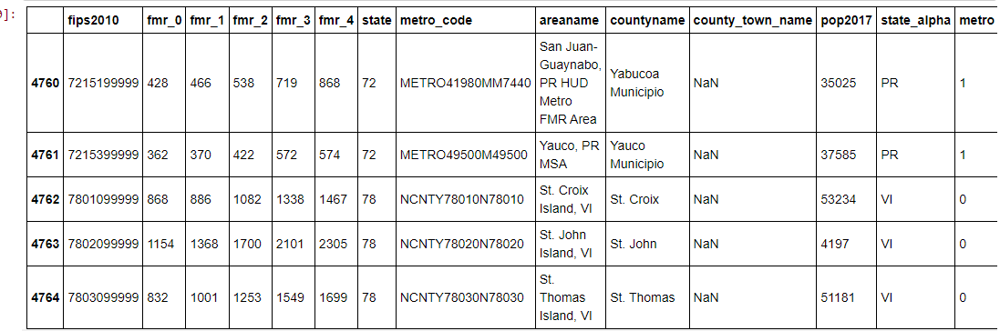 ]:
fips2010 fmr_0 fmr_1 fmr_2 fmr_3 fmr_4 state metro_code areaname countyname county_town_name pop2017 state_alpha metro
4760 7215199999 428 466 538 719 868 72 METRO41980MM7440 San Juan-Guaynabo, PR HUD Metro FMR Area Yabucoa Municipio NaN 35025 PR 1
4761 7215399999 362 370 422 572 574 72 METRO49500M49500 Yauco, PR MSA Yauco Municipio NaN 37585 PR 1
4762 7801099999 868 886 1082 1338 1467 78 NCNTY78010N78010 St. Croix Island, VI St. Croix NaN 53234 VI 0
4763 7802099999 1154 1368 1700 2101 2305 78 NCNTY78020N78020 St. John Island, VI St. John NaN 4197 VI 0
4764 7803099999 832 1001 1253 1549 1699 78 NCNTY78030N78030 St. Thomas Island, VI St. Thomas NaN 51181 VI 0